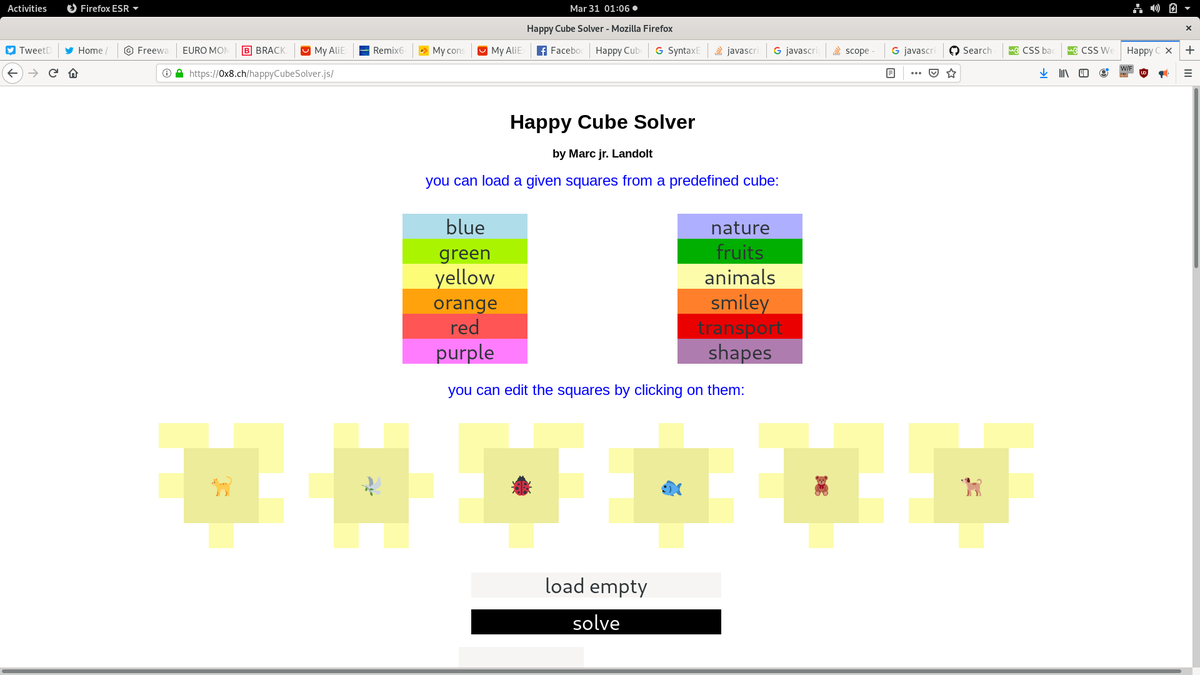 Activities Firefox ESR Mar 31 01:06
Happy Cube Solver - Mozilla Firefox
TweetD Home / Freewa EURO MON BRACK My AliE Remix6 My cons My AliE Facebo Happy Cub SyntaxE javascri javascri scope - javascri Search CSS bac CSS We Happy C
https://0x8.ch/happyCubeSolver.js/
Happy Cube Solver
by Marc jr. Landolt
you can load a given squares from a predefined cube:
blue nature
green fruits
yellow animals
orange smiley
red transport
purple shapes
you can edit the squares by clicking on them:
load empty
solve